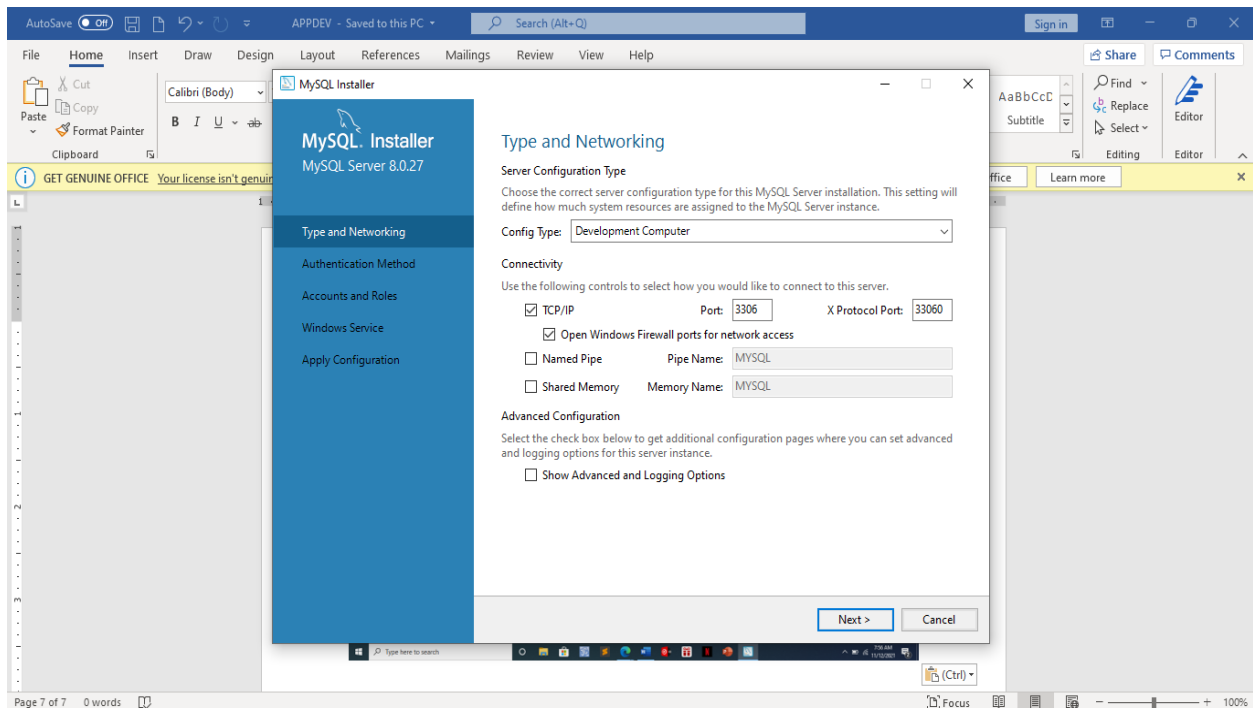 AutoSave Off APPDEV - Saved to this PC Search (Alt+Q) Sign in
File Home Insert Draw Design Layout References Mailings Review View Help Share Comments
Paste
Cut
Copy
Format Painter
Clipboard
Calibri (Body)
B I U ab
AaBbCcD
Subtitle
Find
Replace
Select
Editing
Editor
Editor
GET GENUINE OFFICE Your license isn't genuin
ffice Learn more
MySQL Installer
MySQL. Installer
MySQL Server 8.0.27
Type and Networking
Authentication Method
Accounts and Roles
Windows Service
Apply Configuration
Type and Networking
Server Configuration Type
Choose the correct server configuration type for this MySQL Server installation. This setting will
define how much system resources are assigned to the MySQL Server instance.
Config Type: Development Computer
Connectivity
Use the following controls to select how you would like to connect to this server.
TCP/IP Port: 3306 X Protocol Port: 33060
Open Windows Firewall ports for network access
Named Pipe Pipe Name: MYSQL
Shared Memory Memory Name: MYSQL
Advanced Configuration
Select the check box below to get additional configuration pages where you can set advanced
and logging options for this server instance.
Show Advanced and Logging Options
Next > Cancel
Type here to search
11/12/2021
(Ctrl)
Page 7 of 7 0 words Focus 100%